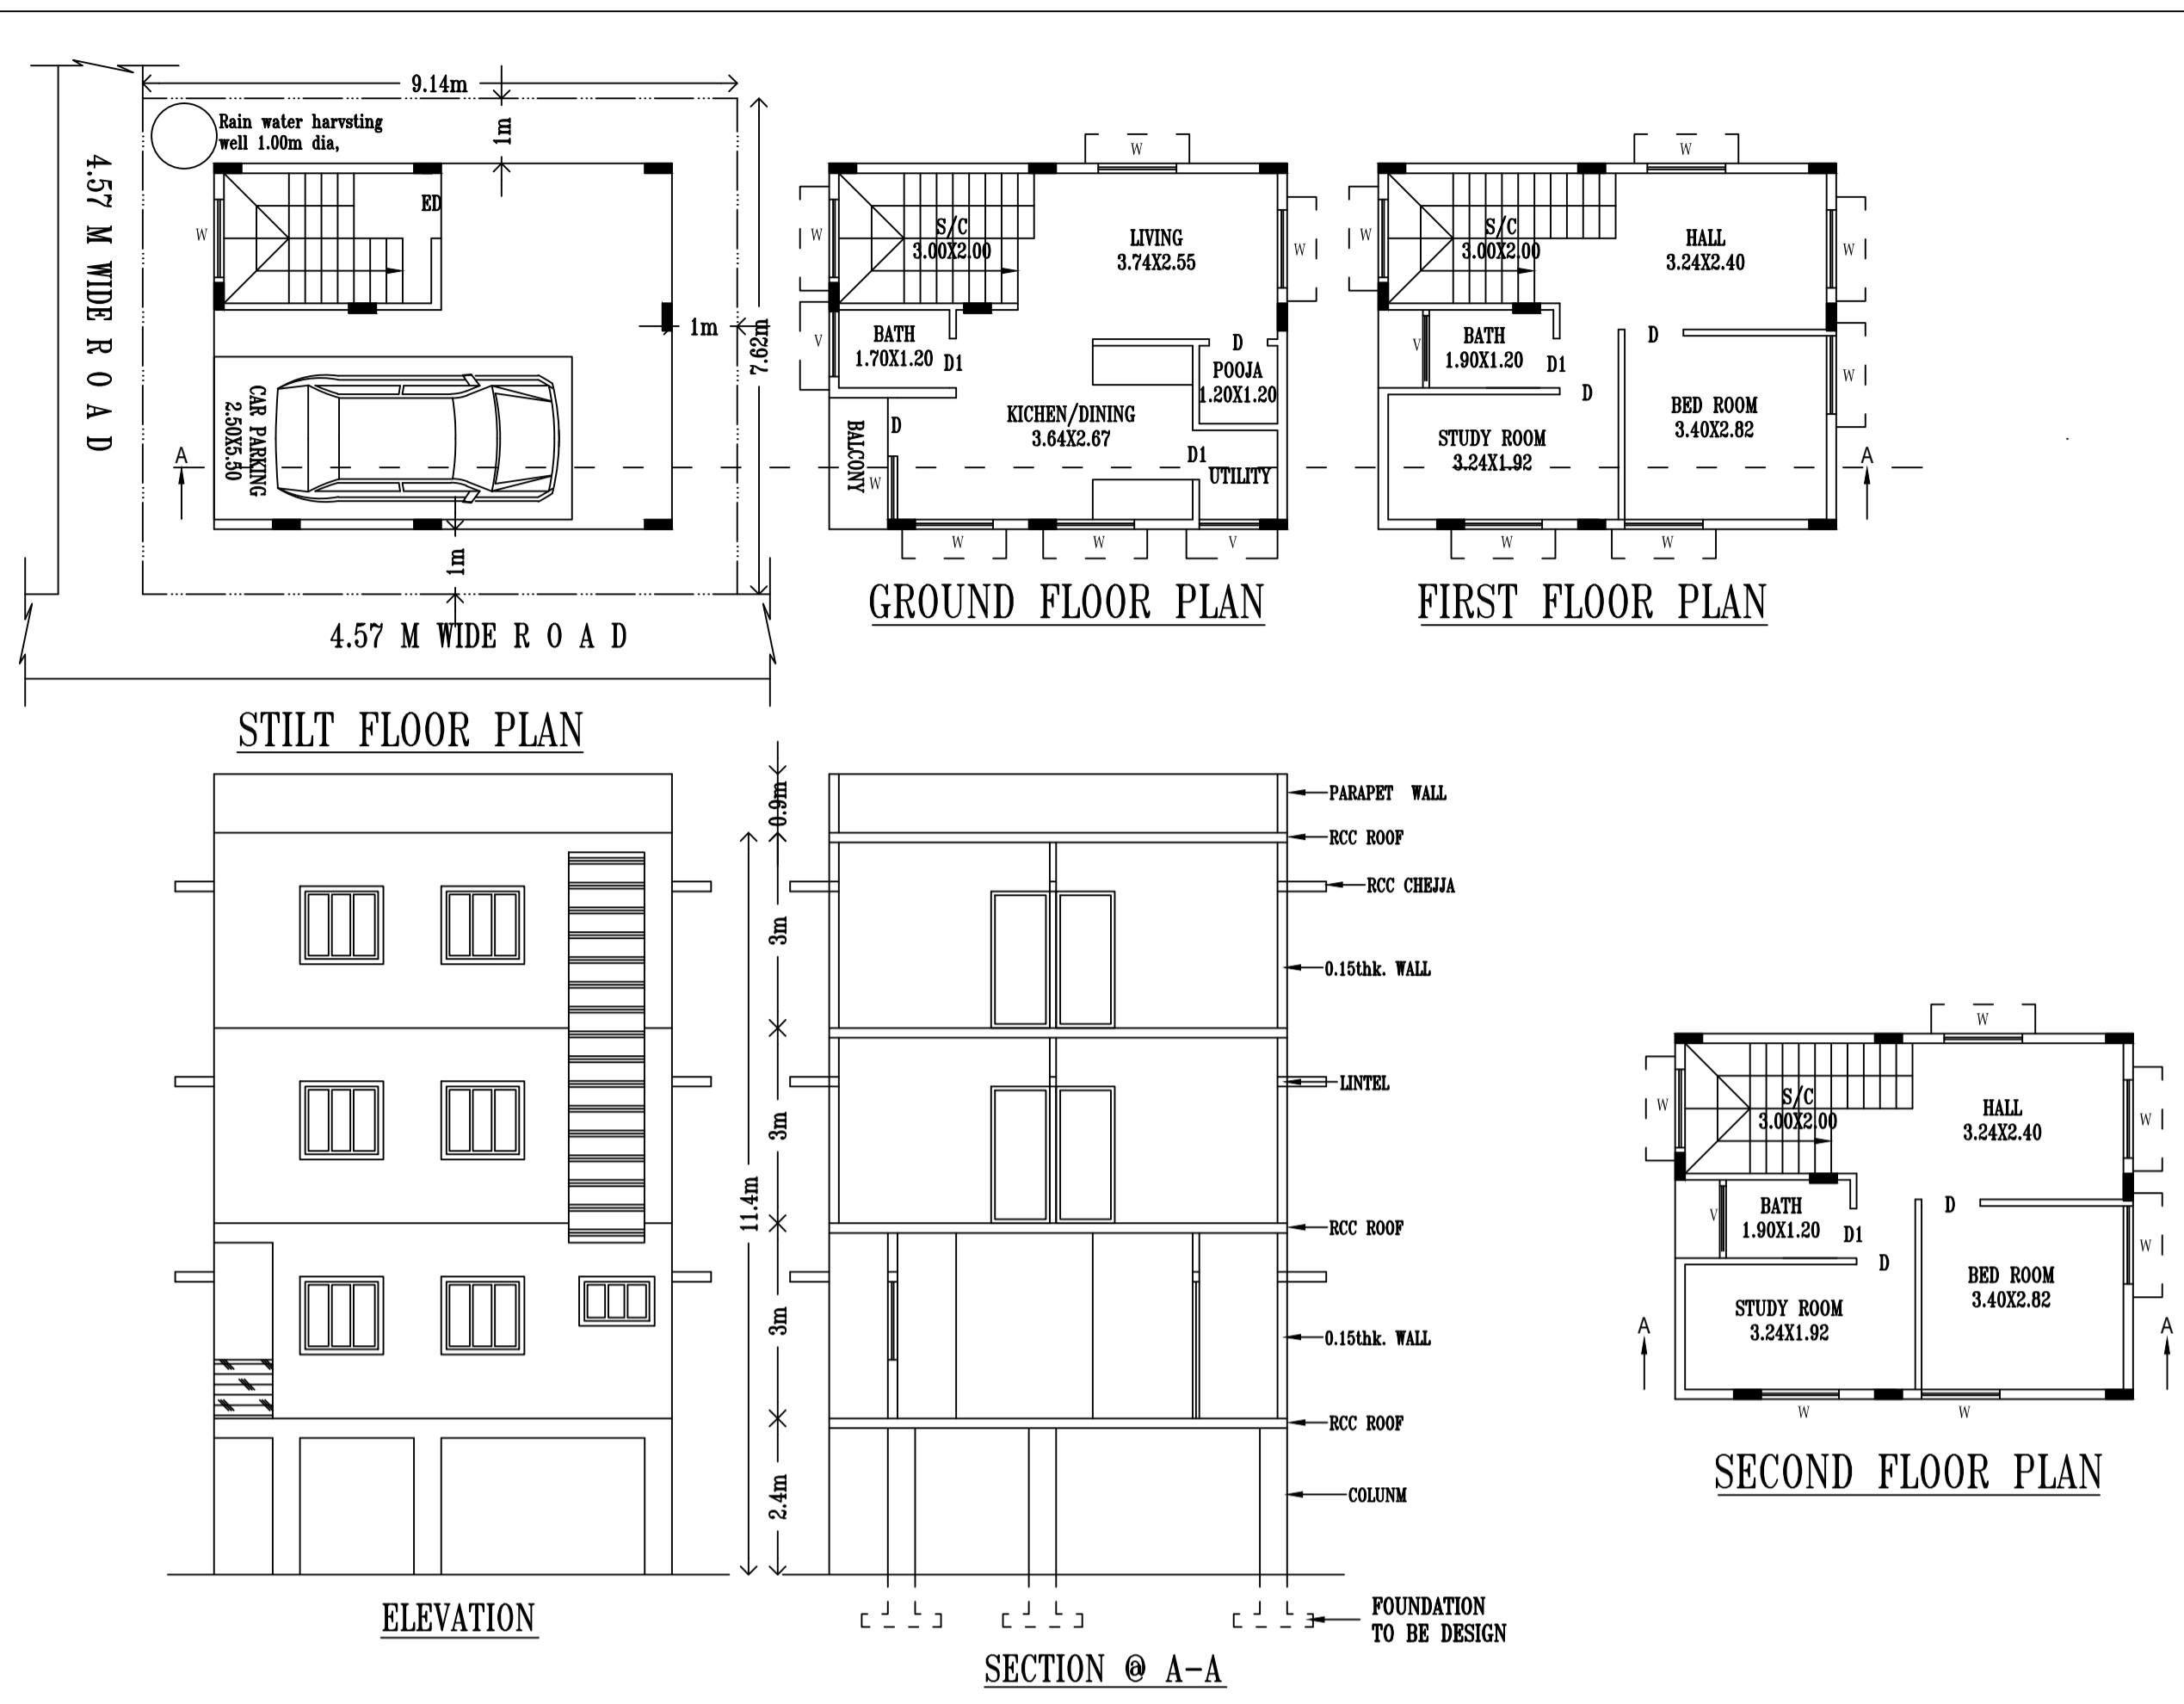 9.14m
Rain water harvsting
well 1.00m dia,
1m
4.57 M WIDE R O A D
ED
W
1m
7.62m
CAR PARKING
2.50X5.50
A
1m
4.57 M WIDE R O A D
STILT FLOOR PLAN
W
W
S/C
3.00X2.00
LIVING
3.74X2.55
W
V
BATH
1.70X1.20
D1
D
POOJA
1.20X1.20
KICHEN/DINING
3.64X2.67
BALCONY
D
W
D1
UTILITY
W
W
V
GROUND FLOOR PLAN
W
W
S/C
3.00X2.00
HALL
3.24X2.40
W
V
BATH
1.90X1.20
D1
D
D
W
BED ROOM
3.40X2.82
STUDY ROOM
3.24X1.92
A
W
W
FIRST FLOOR PLAN
0.9m
3m
3m
11.4m
3m
2.4m
ELEVATION
PARAPET WALL
RCC ROOF
RCC CHEJJA
0.15thk. WALL
LINTEL
RCC ROOF
0.15thk. WALL
RCC ROOF
COLUNM
FOUNDATION
TO BE DESIGN
SECTION @ A-A
W
W
S/C
3.00X2.00
HALL
3.24X2.40
W
V
BATH
1.90X1.20
D1
D
D
W
BED ROOM
3.40X2.82
STUDY ROOM
3.24X1.92
A
A
W
W
SECOND FLOOR PLAN